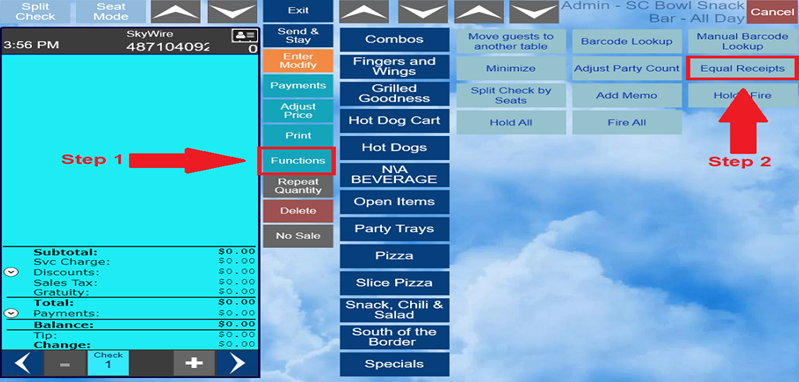 Split
Check
Seat
Mode
Exit
Admin - SC Bowl Snack
Bar - All Day
Cancel
3:56 PM
SkyWire
487104092
0
Send &
Stay
Enter
Modify
Payments
Adjust
Price
Print
Functions
Repeat
Quantity
Delete
No Sale
Combos
Fingers and
Wings
Grilled
Goodness
Hot Dog Cart
Hot Dogs
N\A
BEVERAGE
Open Items
Party Trays
Pizza
Slice Pizza
Snack, Chili &
Salad
South of the
Border
Specials
Move guests to
another table
Barcode Lookup
Manual Barcode
Lookup
Minimize
Adjust Party Count
Equal Receipts
Split Check by
Seats
Add Memo
Hold Fire
Hold All
Fire All
Step 1
Step 2
Subtotal: $0.00
Svc Charge: $0.00
Discounts: $0.00
Sales Tax: $0.00
Gratuity: $0.00
Total: $0.00
Payments: $0.00
Balance: $0.00
Tip: $0.00
Change: $0.00
-
Check
1
+